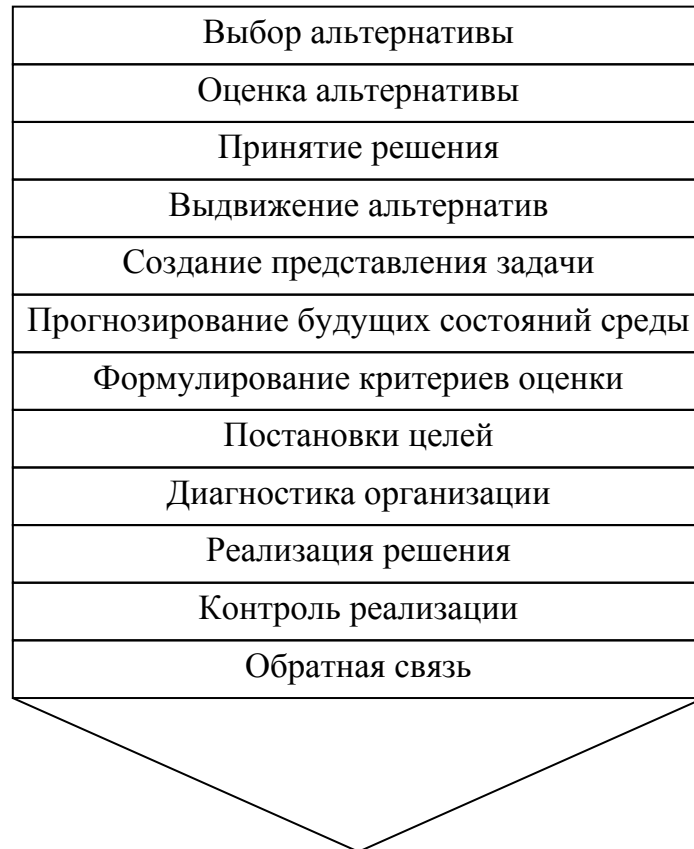 Выбор альтернативы
Оценка альтернативы
Принятие решения
Выдвижение альтернатив
Создание представления задачи
Прогнозирование будущих состояний среды
Формулирование критериев оценки
Постановки целей
Диагностика организации
Реализация решения
Контроль реализации
Обратная связь